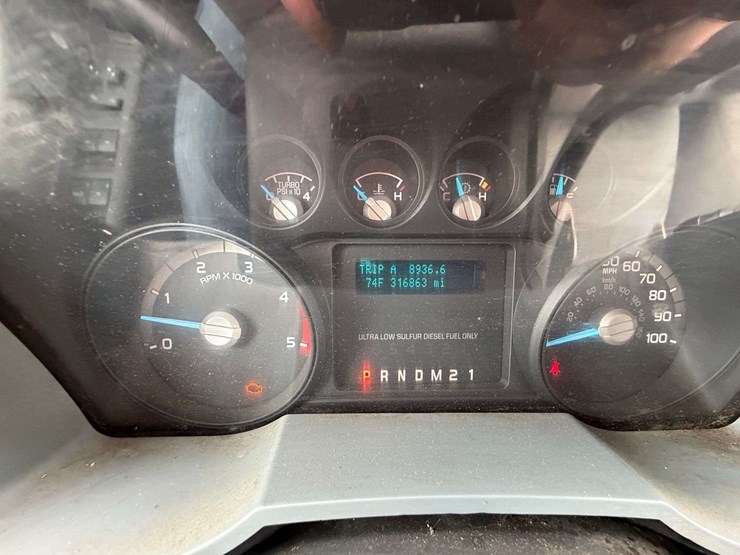 TURBO
PSI x 10
4
C H
C H
2 3
RPM X 1000
1 4
0 5
TRIP A 8936.6
74F 316863 mi
ULTRA LOW SULFUR DIESEL FUEL ONLY
P R N D M 2 1
60
MPH 70
km/h 80
90
100